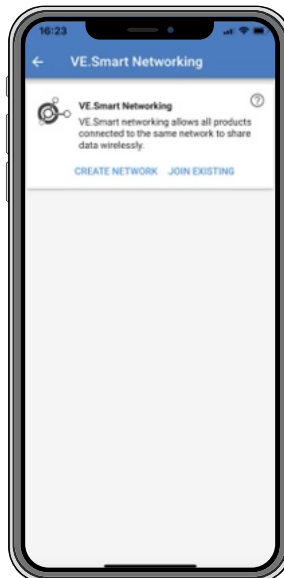 16:23
VE.Smart Networking
VE.Smart Networking
VE.Smart networking allows all products
connected to the same network to share
data wirelessly.
CREATE NETWORK JOIN EXISTING